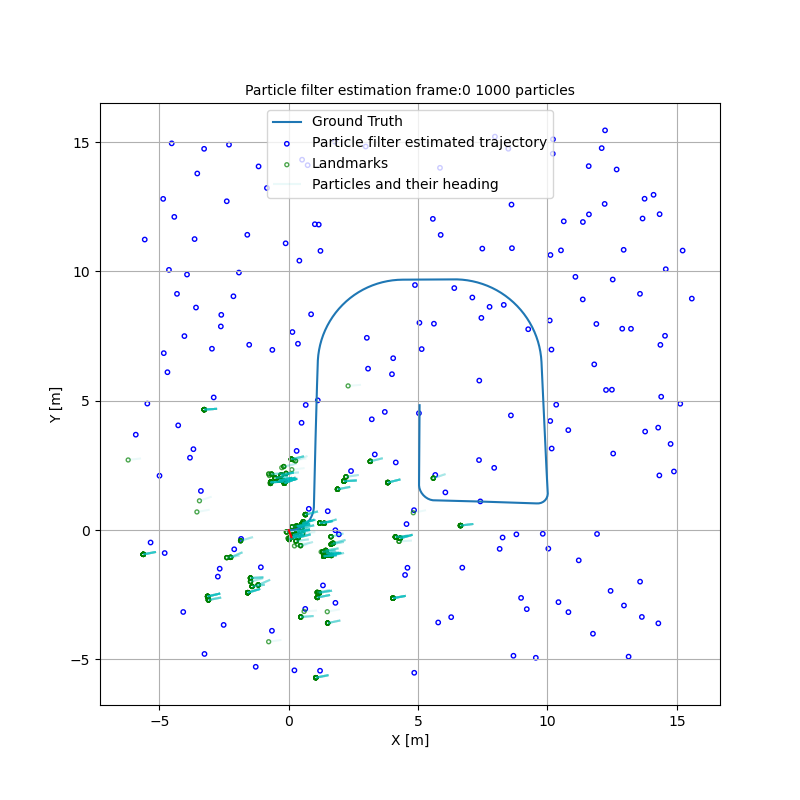 Particle filter estimation frame:0 1000 particles
Ground Truth
Particle filter estimated trajectory
Landmarks
Particles and their heading
15
10
5
0
−5
Y [m]
−5 0 5 10 15
X [m]